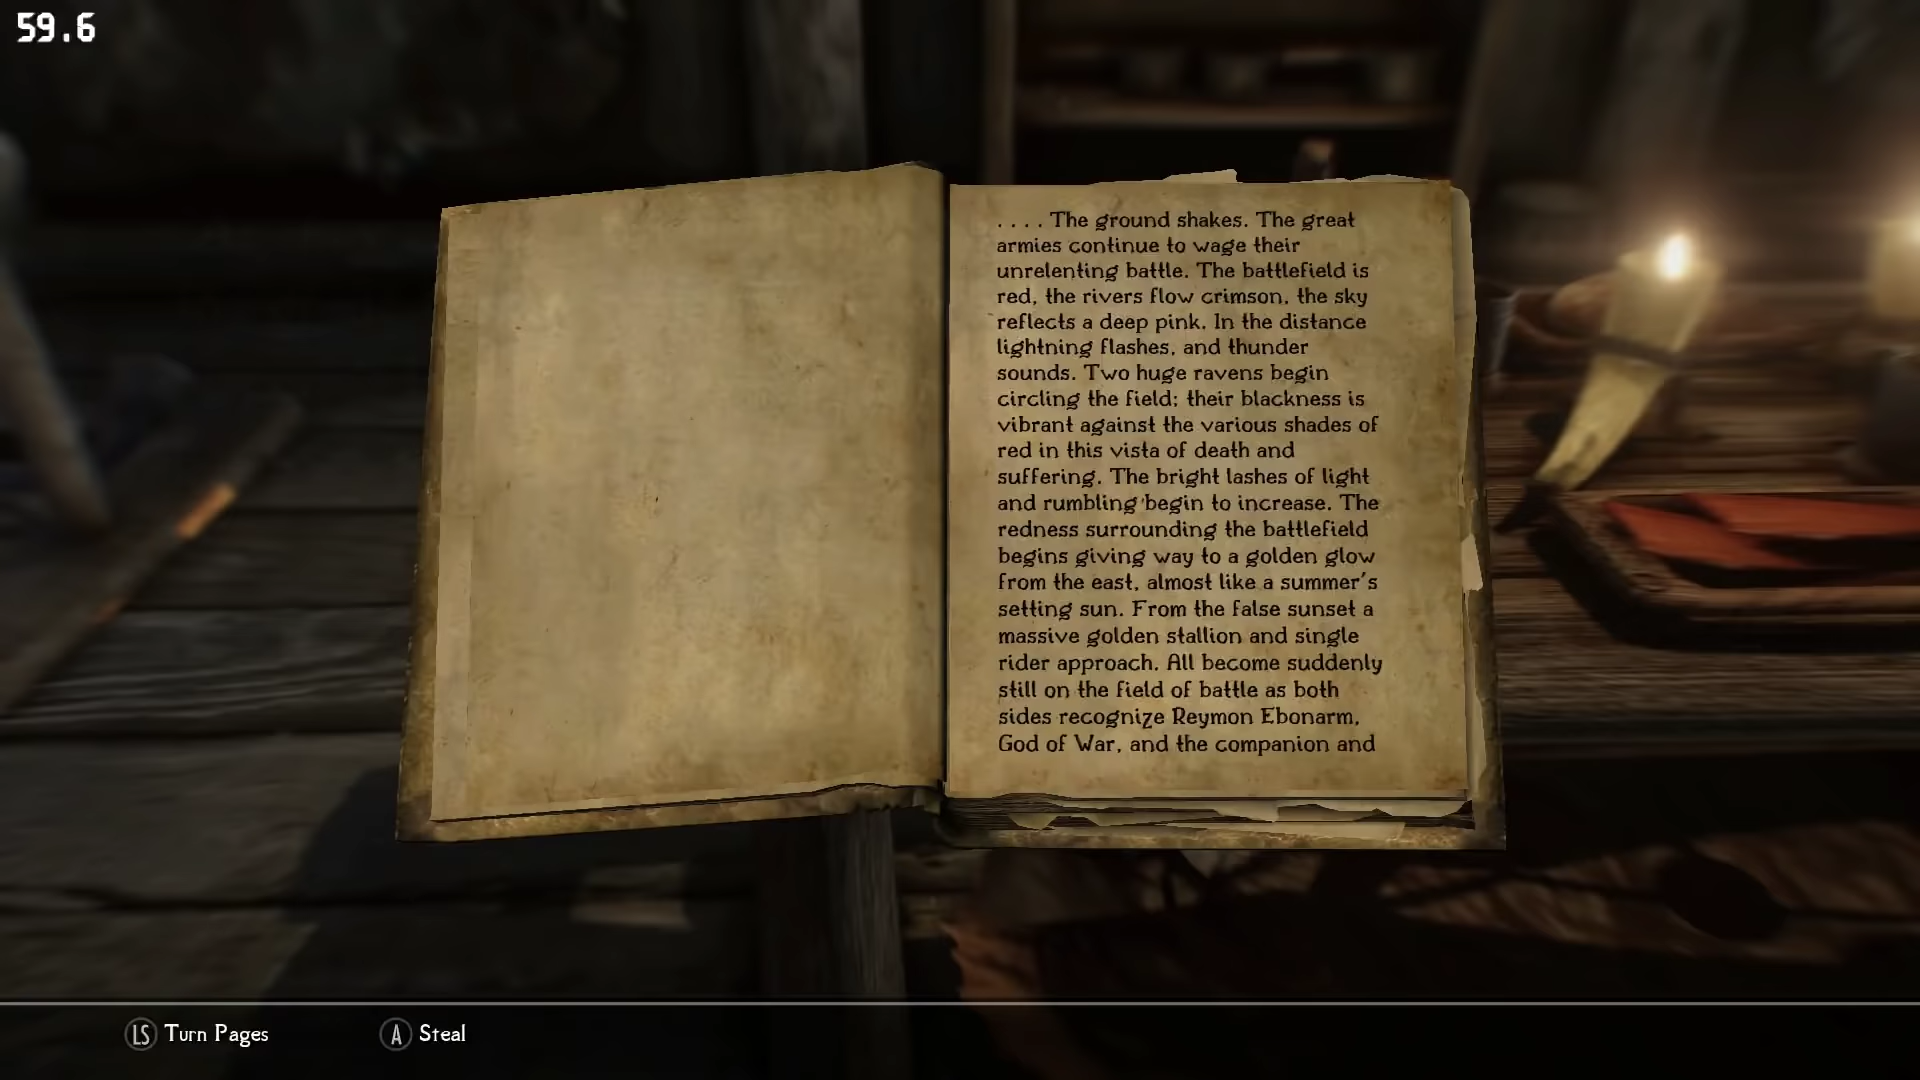 59.6
. . . . The ground shakes. The great
armies continue to wage their
unrelenting battle. The battlefield is
red, the rivers flow crimson, the sky
reflects a deep pink. In the distance
lightning flashes, and thunder
sounds. Two huge ravens begin
circling the field; their blackness is
vibrant against the various shades of
red in this vista of death and
suffering. The bright lashes of light
and rumbling begin to increase. The
redness surrounding the battlefield
begins giving way to a golden glow
from the east, almost like a summer's
setting sun. From the false sunset a
massive golden stallion and single
rider approach. All become suddenly
still on the field of battle as both
sides recognize Reymon Ebonarm,
God of War, and the companion and
LS Turn Pages
A Steal